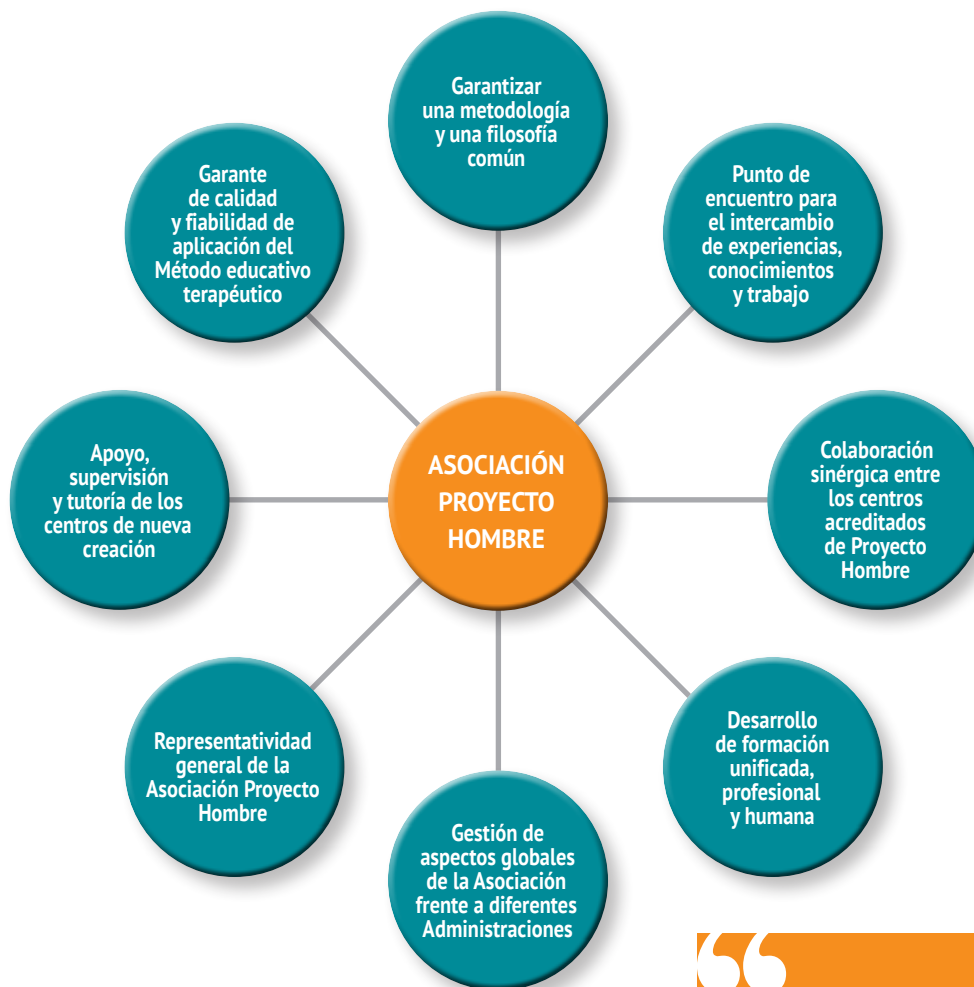 Garantizar
una metodología
y una filosofía
común
Punto de
encuentro para
el intercambio
de experiencias,
conocimientos
y trabajo
Colaboración
sinérgica entre
los centros
acreditados
de Proyecto
Hombre
Desarrollo
de formación
unificada,
profesional
y humana
Gestión de
aspectos globales
de la Asociación
frente a diferentes
Administraciones
Representatividad
general de la
Asociación Proyecto
Hombre
Apoyo,
supervisión
y tutoría de los
centros de nueva
creación
Garante
de calidad
y fiabilidad de
aplicación del
Método educativo
terapéutico
ASOCIACIÓN
PROYECTO
HOMBRE
“